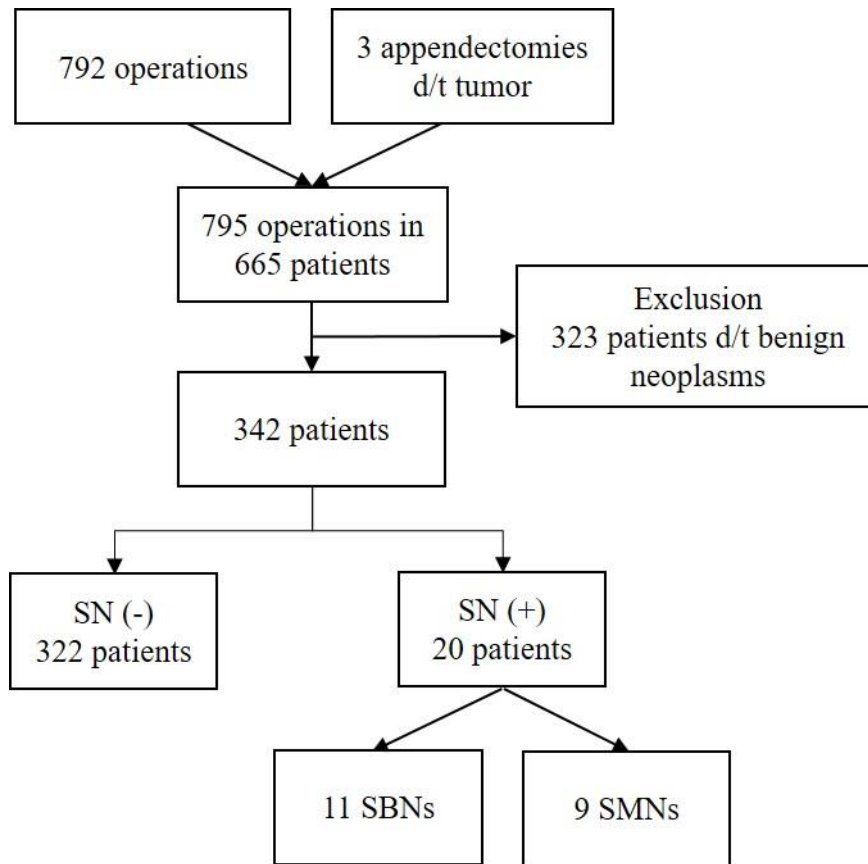 792 operations
3 appendectomies
d/t tumor
795 operations in
665 patients
Exclusion
323 patients d/t benign
neoplasms
342 patients
SN (-)
322 patients
SN (+)
20 patients
11 SBNs
9 SMNs